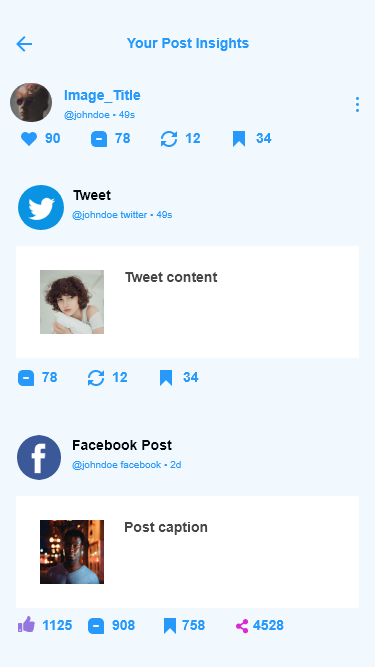 Your Post Insights
Image_Title
@johndoe • 49s
90 78 12 34
Tweet
@johndoe twitter • 49s
Tweet content
78 12 34
Facebook Post
@johndoe facebook • 2d
Post caption
1125 908 758 4528